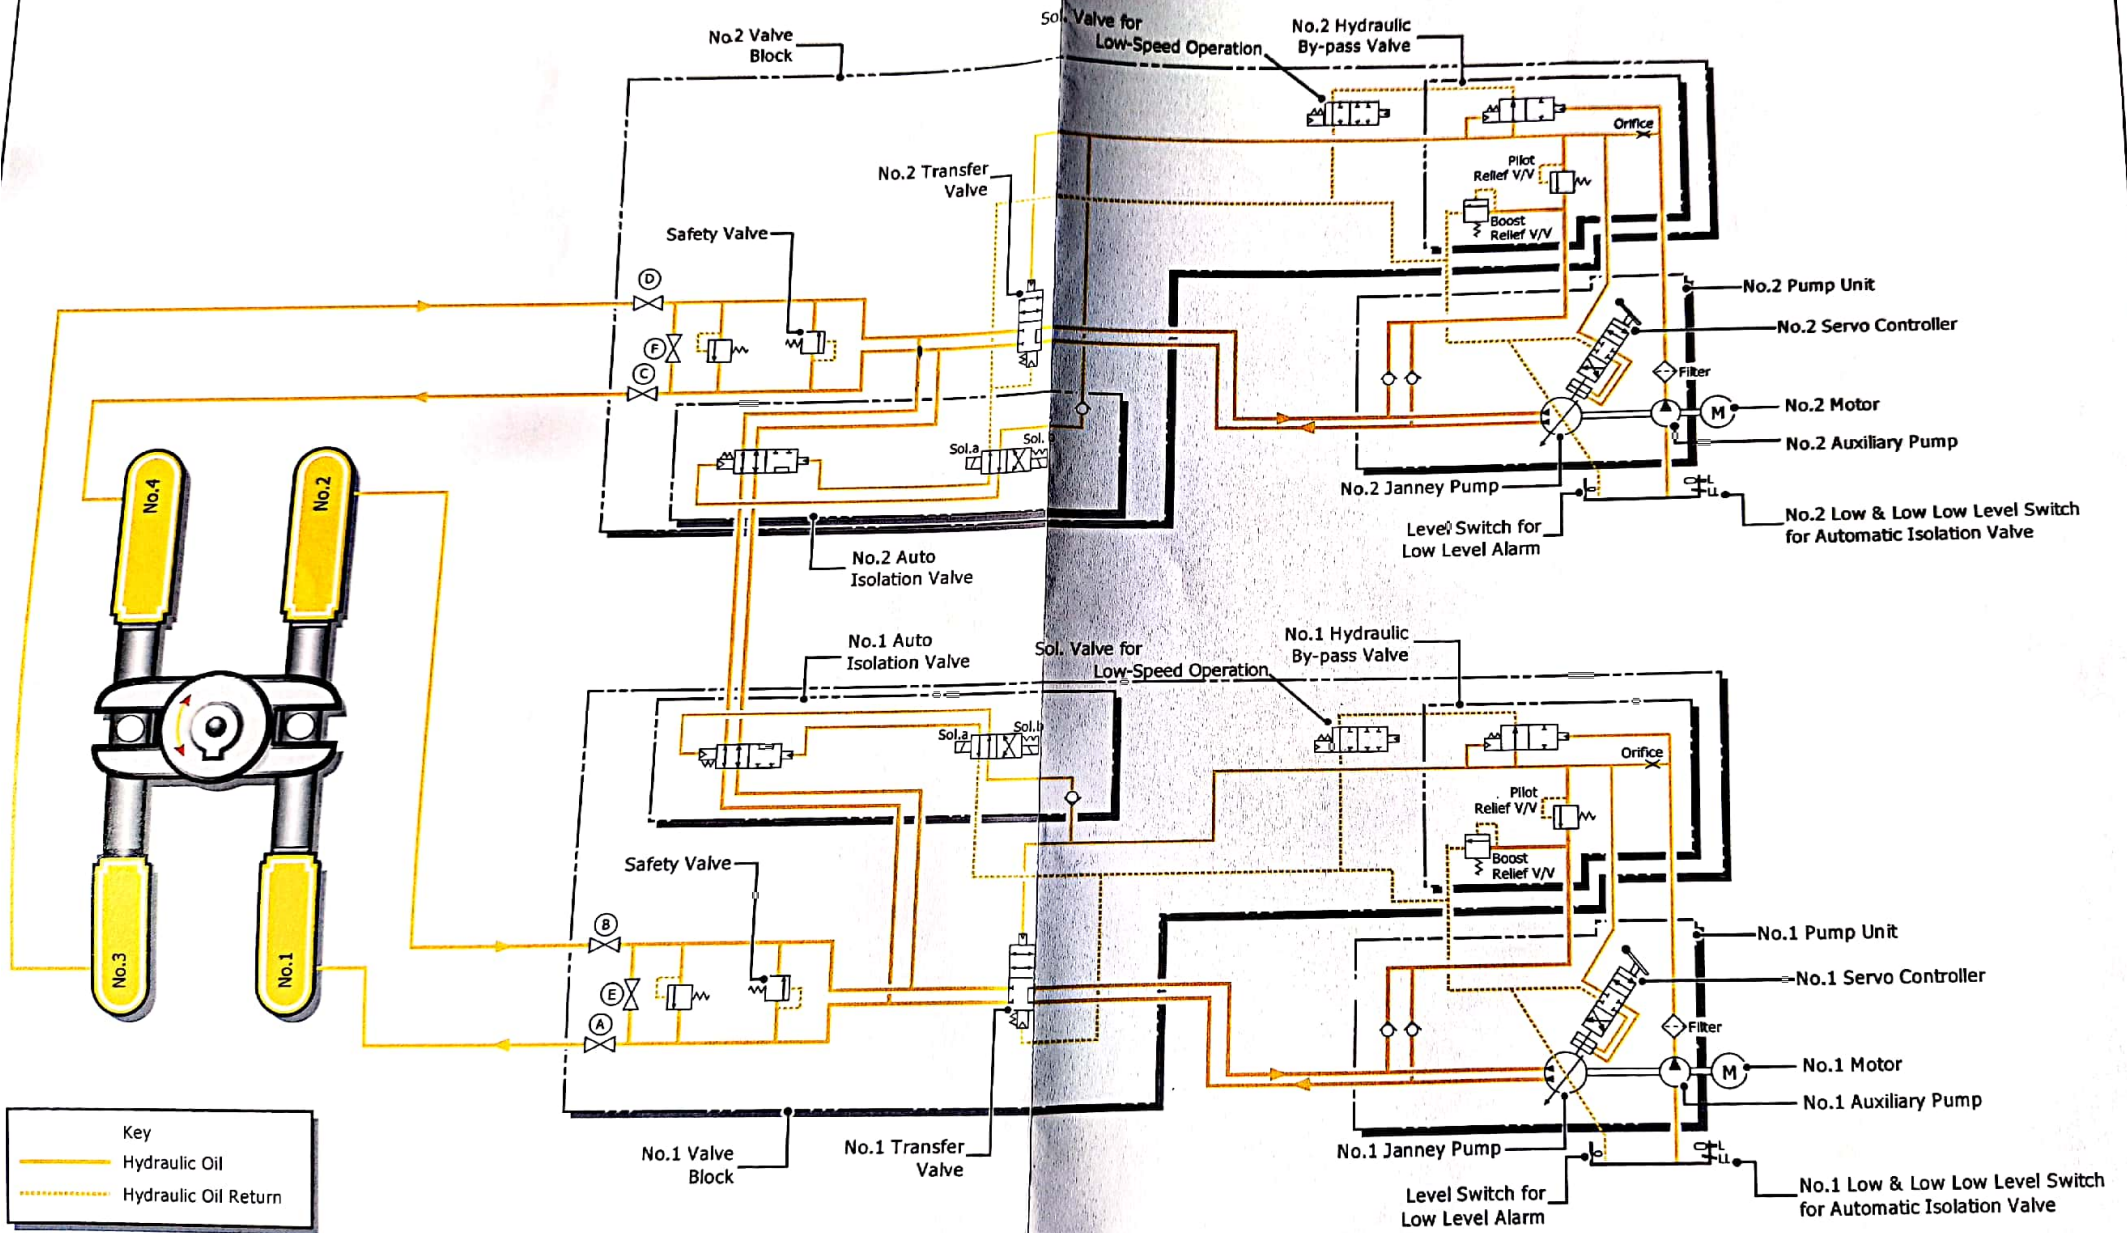 Sol. Valve for
Low-Speed Operation
No.2 Hydraulic
By-pass Valve
No.2 Valve
Block
Orifice
Pilot
Relief V/V
Boost
Relief V/V
No.2 Transfer
Valve
Safety Valve
D
F
C
No.2 Pump Unit
No.2 Servo Controller
Filter
No.2 Motor
M
No.2 Auxiliary Pump
Sol.a
Sol.
No.2 Janney Pump
L
LL
Level Switch for
Low Level Alarm
No.2 Low & Low Low Level Switch
for Automatic Isolation Valve
No.4
No.2
No.2 Auto
Isolation Valve
No.1 Auto
Isolation Valve
Sol. Valve for
Low-Speed Operation
No.1 Hydraulic
By-pass Valve
Sol.a
Sol.b
Orifice
Pilot
Relief V/V
Boost
Relief V/V
Safety Valve
B
E
A
No.3
No.1
No.1 Pump Unit
No.1 Servo Controller
Filter
No.1 Motor
M
No.1 Auxiliary Pump
No.1 Janney Pump
L
LL
Level Switch for
Low Level Alarm
No.1 Low & Low Low Level Switch
for Automatic Isolation Valve
No.1 Valve
Block
No.1 Transfer
Valve
Key
Hydraulic Oil
Hydraulic Oil Return